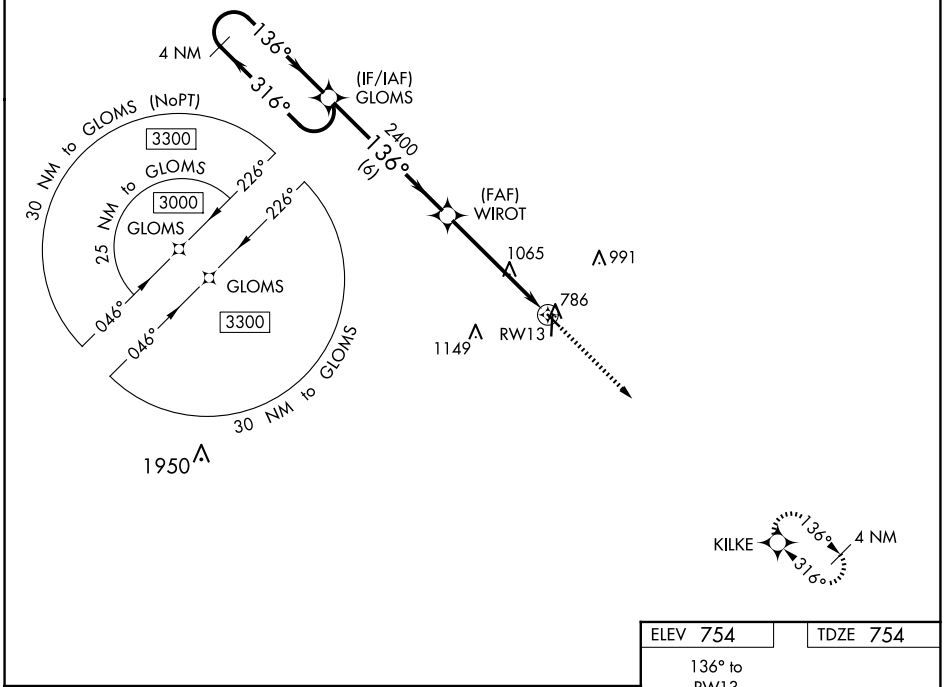 136°
4 NM
316°
(IF/IAF)
GLOMS
2400
136°
(6)
30 NM to GLOMS (NoPT)
3300
25 NM to GLOMS
3000
GLOMS
226°
046°
226°
GLOMS
3300
046°
30 NM to GLOMS
(FAF)
WIROT
1065
991
786
1149
RW13
1950
KILKE
136°
4 NM
316°
ELEV 754
TDZE 754
136° to
RW13